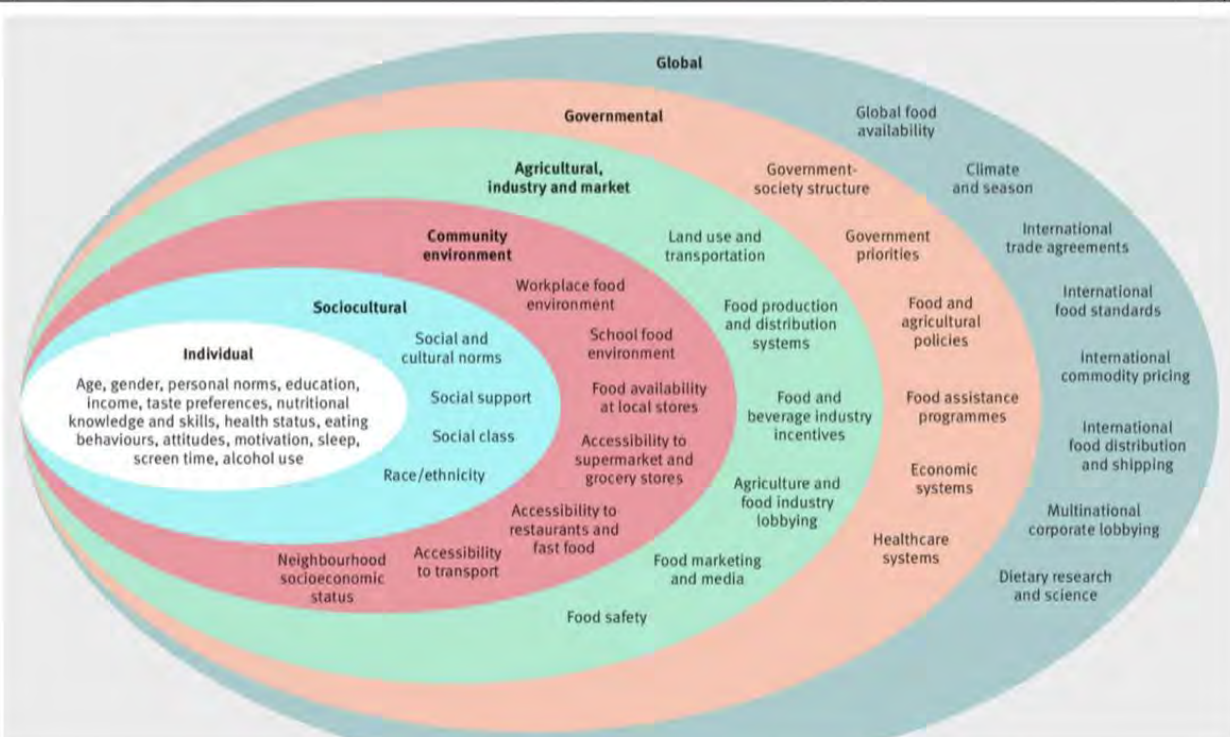 Global
Global food
availability
Climate
and season
International
trade agreements
International
food standards
International
commodity pricing
International
food distribution
and shipping
Multinational
corporate lobbying
Dietary research
and science
Governmental
Government-
society structure
Government
priorities
Food and
agricultural
policies
Food assistance
programmes
Economic
systems
Healthcare
systems
Agricultural,
industry and market
Land use and
transportation
Food production
and distribution
systems
Food and
beverage industry
incentives
Agriculture and
food industry
lobbying
Food marketing
and media
Food safety
Community
environment
Workplace food
environment
School food
environment
Food availability
at local stores
Accessibility to
supermarket and
grocery stores
Accessibility to
restaurants and
fast food
Accessibility
to transport
Neighbourhood
socioeconomic
status
Sociocultural
Social and
cultural norms
Social support
Social class
Race/ethnicity
Individual
Age, gender, personal norms, education,
income, taste preferences, nutritional
knowledge and skills, health status, eating
behaviours, attitudes, motivation, sleep,
screen time, alcohol use